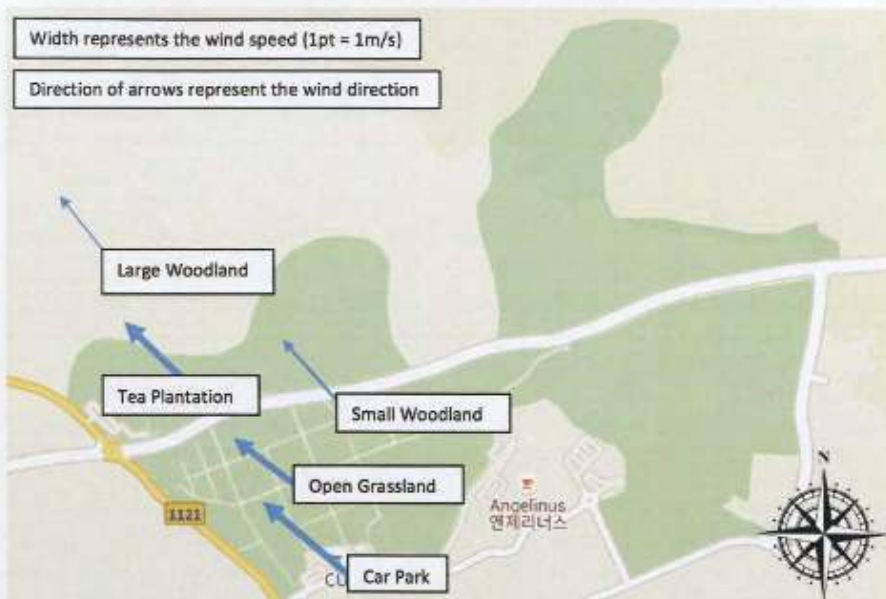 Width represents the wind speed (1pt = 1m/s)
Direction of arrows represent the wind direction
Large Woodland
Tea Plantation
Small Woodland
Open Grassland
Angelinus
엔제리너스
1121
CU
Car Park
N